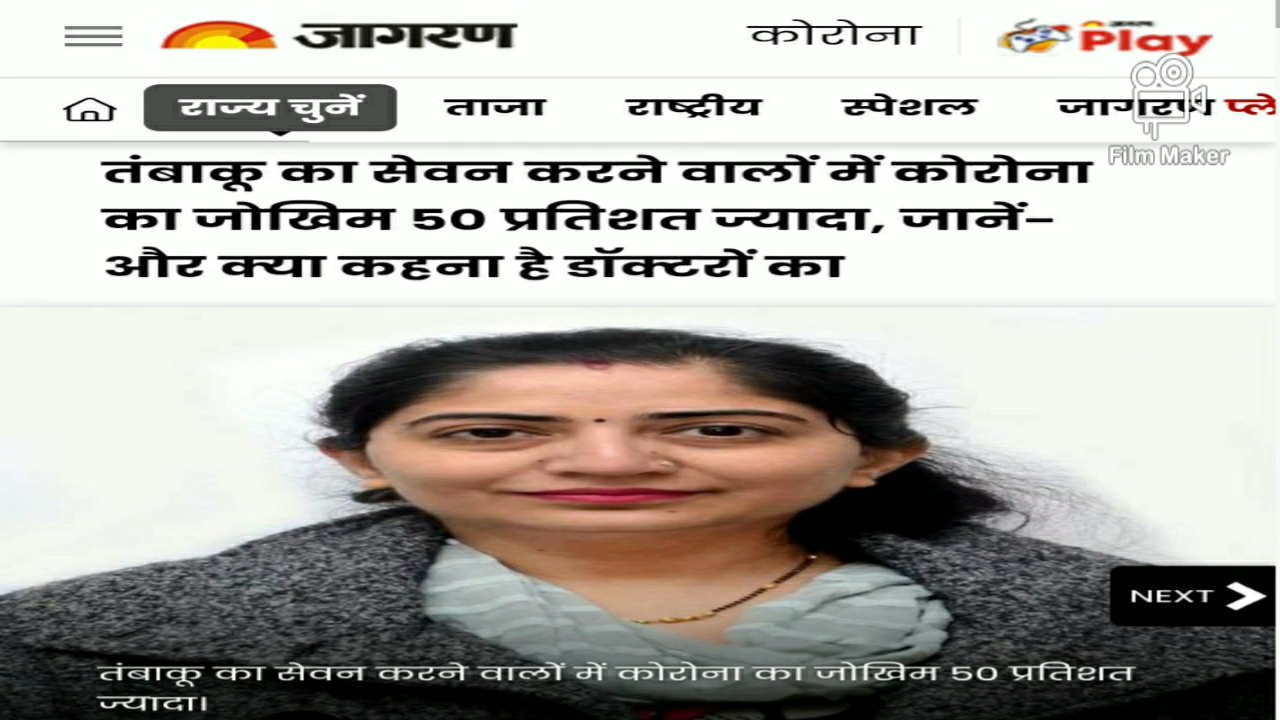 जागरण
कोरोना
Play
राज्य चुनें
ताजा
राष्ट्रीय
स्पेशल
जागरण प्ले
Film Maker
तंबाकू का सेवन करने वालों में कोरोना
का जोखिम 50 प्रतिशत ज्यादा, जानें-
और क्या कहना है डॉक्टरों का
NEXT
तंबाकू का सेवन करने वालों में कोरोना का जोखिम 50 प्रतिशत
ज्यादा।